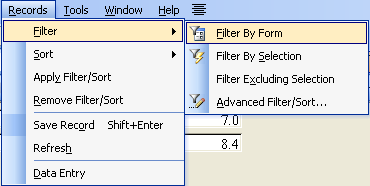 Records Tools Window Help
Filter
Sort
Apply Filter/Sort
Remove Filter/Sort
Save Record Shift+Enter
Refresh
Data Entry
Filter By Form
Filter By Selection
Filter Excluding Selection
Advanced Filter/Sort...
7.0
8.4